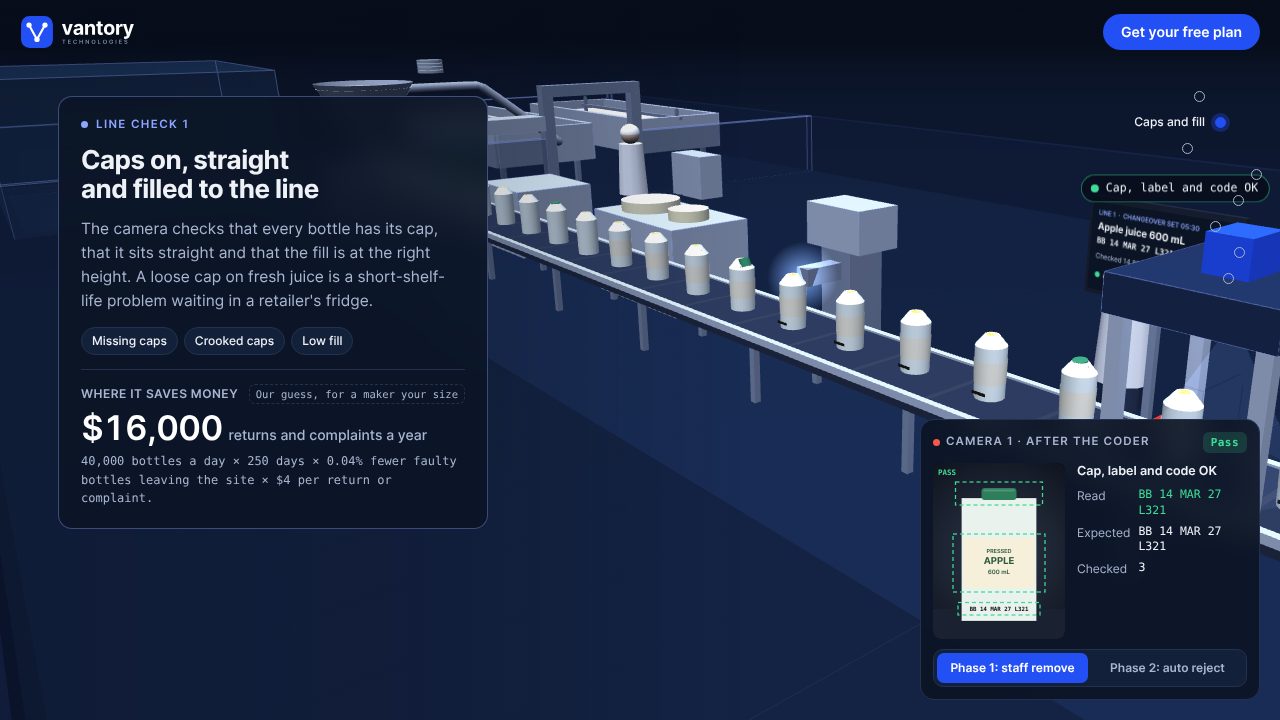 vantory
TECHNOLOGIES
Get your free plan
LINE CHECK 1
Caps on, straight
and filled to the line
The camera checks that every bottle has its cap,
that it sits straight and that the fill is at the right
height. A loose cap on fresh juice is a short-shelf-
life problem waiting in a retailer's fridge.
Missing caps
Crooked caps
Low fill
WHERE IT SAVES MONEY
Our guess, for a maker your size
$16,000 returns and complaints a year
40,000 bottles a day × 250 days × 0.04% fewer faulty
bottles leaving the site × $4 per return or
complaint.
Caps and fill
Cap, label and code OK
LINE 1 · CHANGEOVER SET 05:30
Apple juice 600 mL
BB 14 MAR 27 L321
Checked 14
CAMERA 1 · AFTER THE CODER
Pass
PASS
PRESSED
APPLE
600 mL
BB 14 MAR 27 L321
Cap, label and code OK
Read BB 14 MAR 27
L321
Expected BB 14 MAR 27
L321
Checked 3
Phase 1: staff remove
Phase 2: auto reject